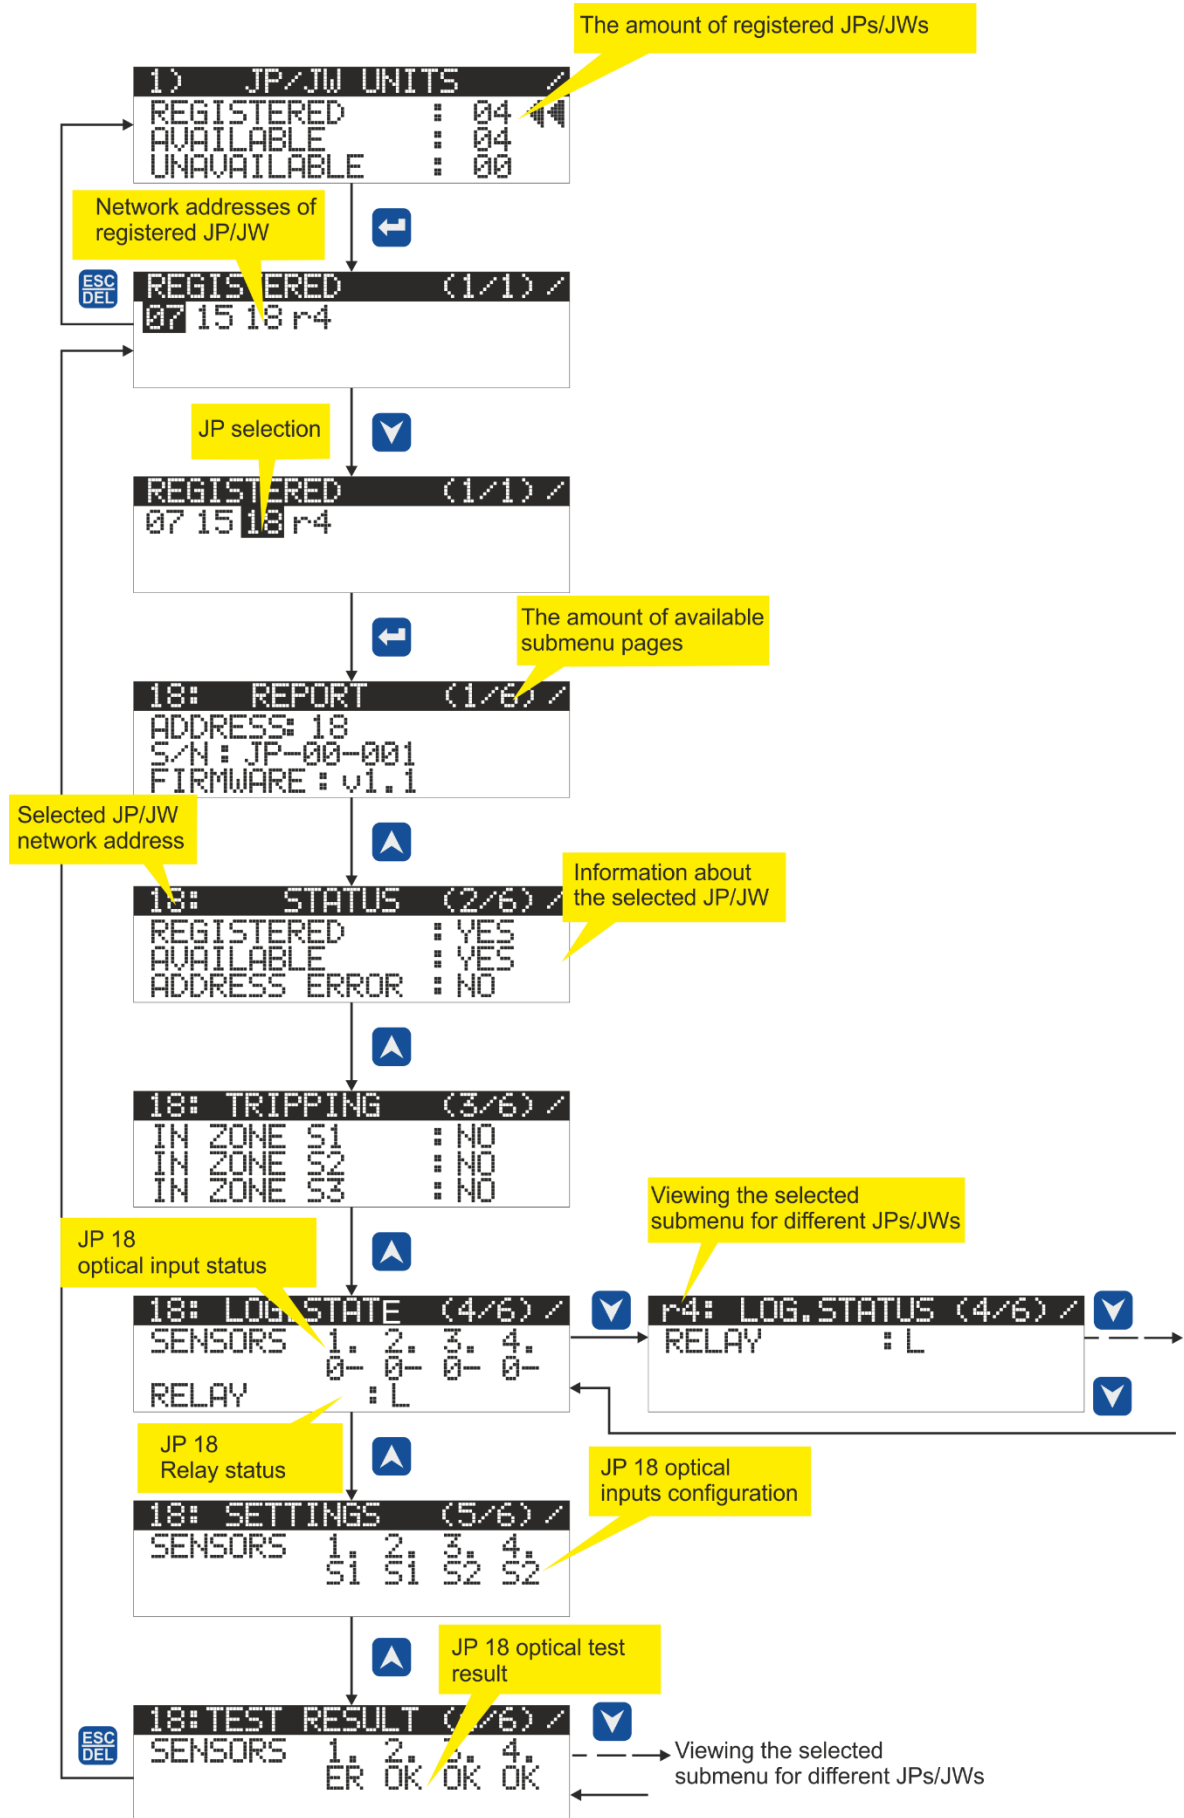 The amount of registered JPs/JWs
1) JP/JW UNITS /
REGISTERED : 04
AVAILABLE : 04
UNAVAILABLE : 00
Network addresses of
registered JP/JW
ESC
DEL
REGISTERED (1/1) /
07 15 18 r4
JP selection
REGISTERED (1/1) /
07 15 18 r4
The amount of available
submenu pages
18: REPORT (1/6) /
ADDRESS: 18
S/N : JP-00-001
FIRMWARE : v1.1
Selected JP/JW
network address
Information about
the selected JP/JW
18: STATUS (2/6) /
REGISTERED : YES
AVAILABLE : YES
ADDRESS ERROR : NO
18: TRIPPING (3/6) /
IN ZONE S1 : NO
IN ZONE S2 : NO
IN ZONE S3 : NO
Viewing the selected
submenu for different JPs/JWs
JP 18
optical input status
18: LOG.STATE (4/6) /
SENSORS 1. 2. 3. 4.
0- 0- 0- 0-
RELAY : L
r4: LOG.STATUS (4/6) /
RELAY : L
JP 18
Relay status
JP 18 optical
inputs configuration
18: SETTINGS (5/6) /
SENSORS 1. 2. 3. 4.
S1 S1 S2 S2
JP 18 optical test
result
ESC
DEL
18:TEST RESULT (6/6) /
SENSORS 1. 2. 3. 4.
ER OK OK OK
Viewing the selected
submenu for different JPs/JWs